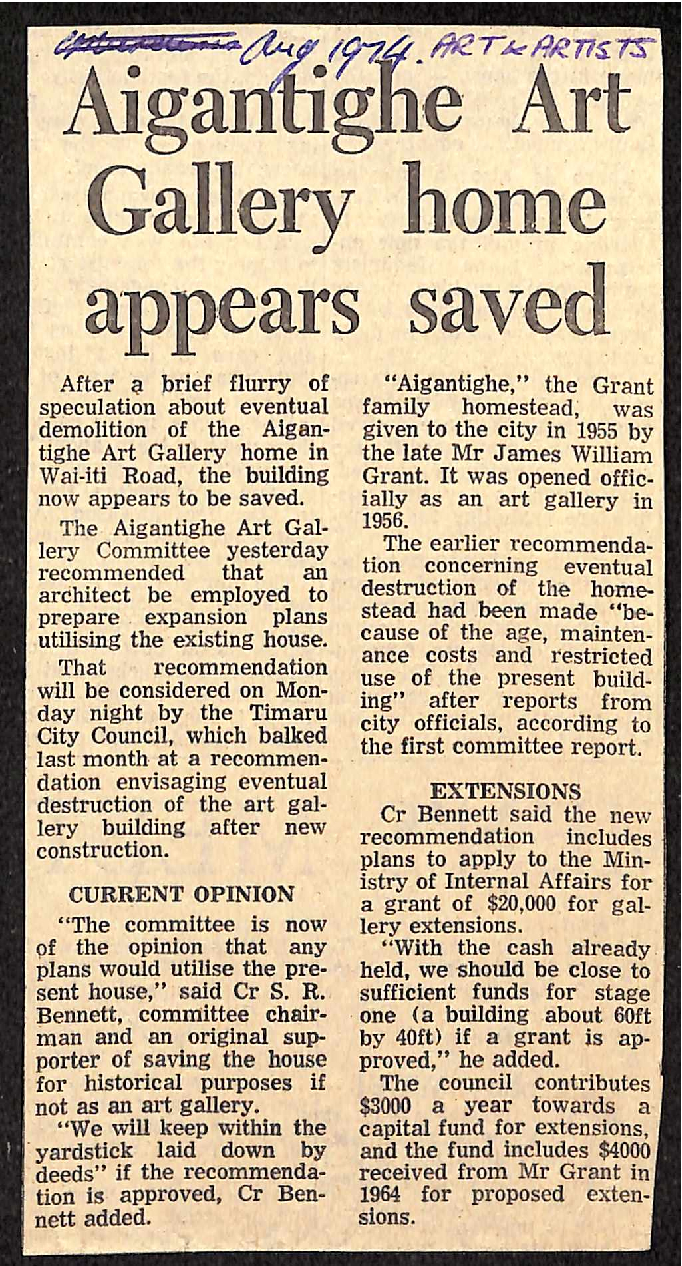 Aug 1974. ART & ARTISTS
Aigantighe Art
Gallery home
appears saved
After a brief flurry of
speculation about eventual
demolition of the Aigan-
tighe Art Gallery home in
Wai-iti Road, the building
now appears to be saved.
The Aigantighe Art Gal-
lery Committee yesterday
recommended that an
architect be employed to
prepare expansion plans
utilising the existing house.
That recommendation
will be considered on Mon-
day night by the Timaru
City Council, which balked
last month at a recommen-
dation envisaging eventual
destruction of the art gal-
lery building after new
construction.
CURRENT OPINION
"The committee is now
of the opinion that any
plans would utilise the pre-
sent house," said Cr S. R.
Bennett, committee chair-
man and an original sup-
porter of saving the house
for historical purposes if
not as an art gallery.
"We will keep within the
yardstick laid down by
deeds" if the recommenda-
tion is approved, Cr Ben-
nett added.
"Aigantighe," the Grant
family homestead, was
given to the city in 1955 by
the late Mr James William
Grant. It was opened offic-
ially as an art gallery in
1956.
The earlier recommenda-
tion concerning eventual
destruction of the home-
stead had been made "be-
cause of the age, mainten-
ance costs and restricted
use of the present build-
ing" after reports from
city officials, according to
the first committee report.
EXTENSIONS
Cr Bennett said the new
recommendation includes
plans to apply to the Min-
istry of Internal Affairs for
a grant of $20,000 for gal-
lery extensions.
"With the cash already
held, we should be close to
sufficient funds for stage
one (a building about 60ft
by 40ft) if a grant is ap-
proved," he added.
The council contributes
$3000 a year towards a
capital fund for extensions,
and the fund includes $4000
received from Mr Grant in
1964 for proposed exten-
sions.